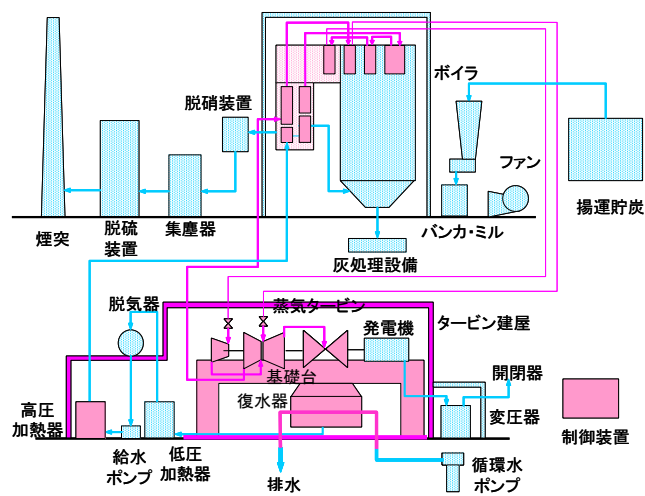 ボイラ
脱硝装置
ファン
揚運貯炭
バンカ・ミル
煙突
脱硫
装置
集塵器
灰処理設備
脱気器
蒸気タービン
発電機
タービン建屋
開閉器
基礎台
復水器
高圧
加熱器
変圧器
制御装置
給水
ポンプ
低圧
加熱器
排水
循環水
ポンプ